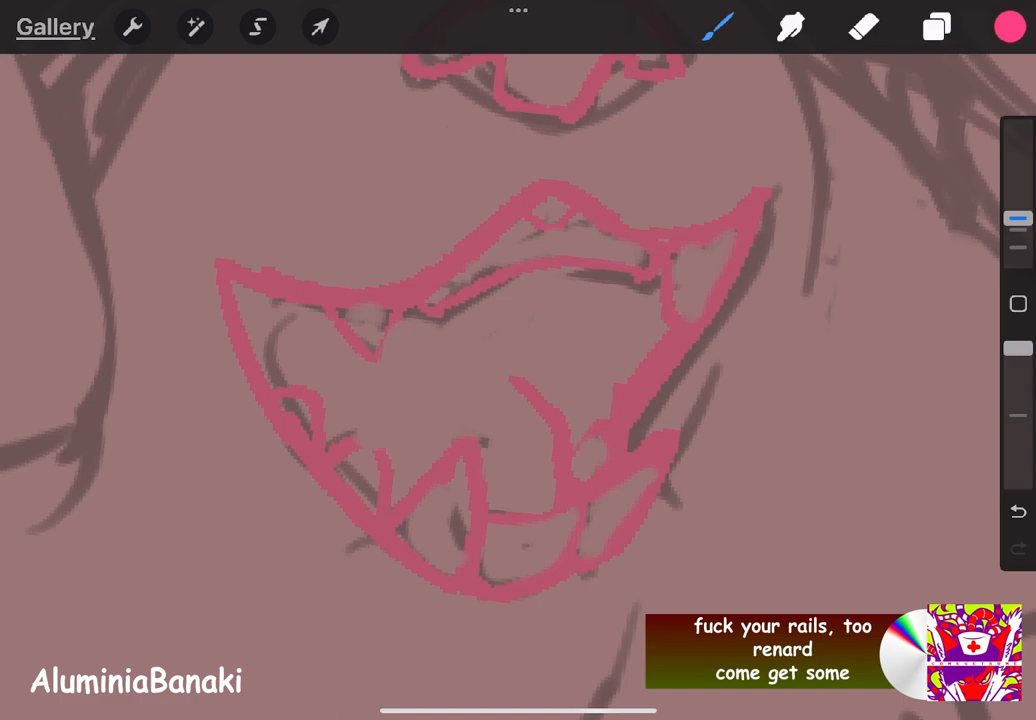 Gallery
fuck your rails, too
renard
come get some
AluminiaBanaki